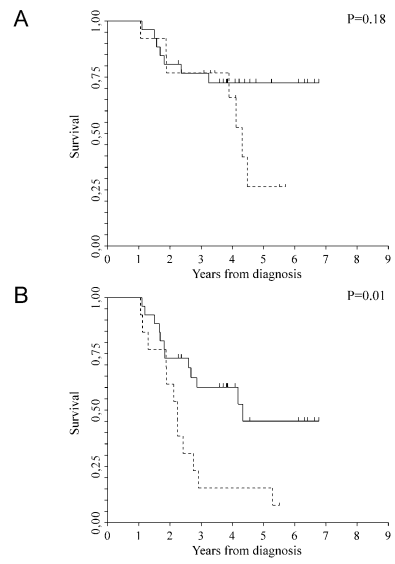 A
P=0.18
1,00
0,75
0,50
0,25
0,00
Survival
0 1 2 3 4 5 6 7 8 9
Years from diagnosis
B
P=0.01
1,00
0,75
0,50
0,25
0,00
Survival
0 1 2 3 4 5 6 7 8 9
Years from diagnosis